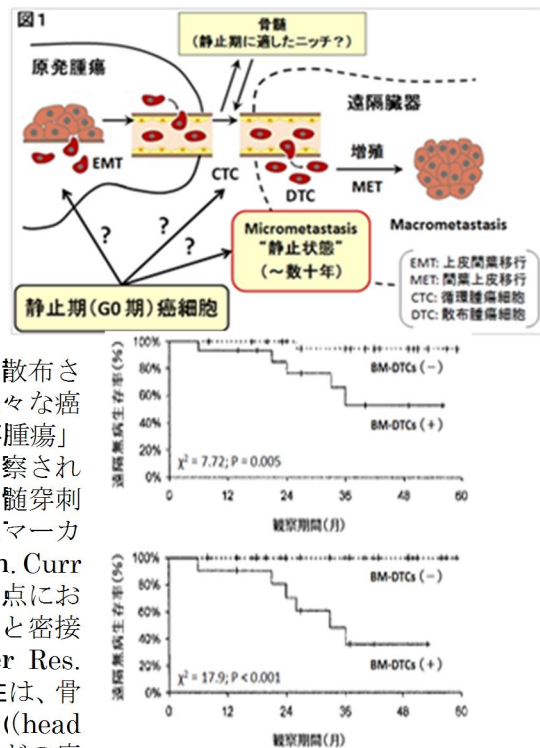 図1
骨髄
(静止期に適したニッチ?)
原発腫瘍
遠隔臓器
EMT
CTC
DTC
増殖
MET
?
?
?
Micrometastasis
“静止状態”
(～数十年)
Macrometastasis
静止期(G0期)癌細胞
EMT: 上皮間葉移行
MET: 間葉上皮移行
CTC: 循環腫瘍細胞
DTC: 散布腫瘍細胞
散布さ
々な癌
腫瘍」
察され
髄穿刺
マーカ
n. Curr
点にお
と密接
er Res.
は、骨
((head
遠隔無病生存率(%)
100%
80%
60%
40%
20%
0%
BM-DTCs (-)
BM-DTCs (+)
χ² = 7.72; P = 0.005
0 12 24 36 48 60
観察期間(月)
遠隔無病生存率(%)
100%
80%
60%
40%
20%
0%
BM-DTCs (-)
BM-DTCs (+)
χ² = 17.9; P < 0.001
0 12 24 36 48 60
観察期間(月)